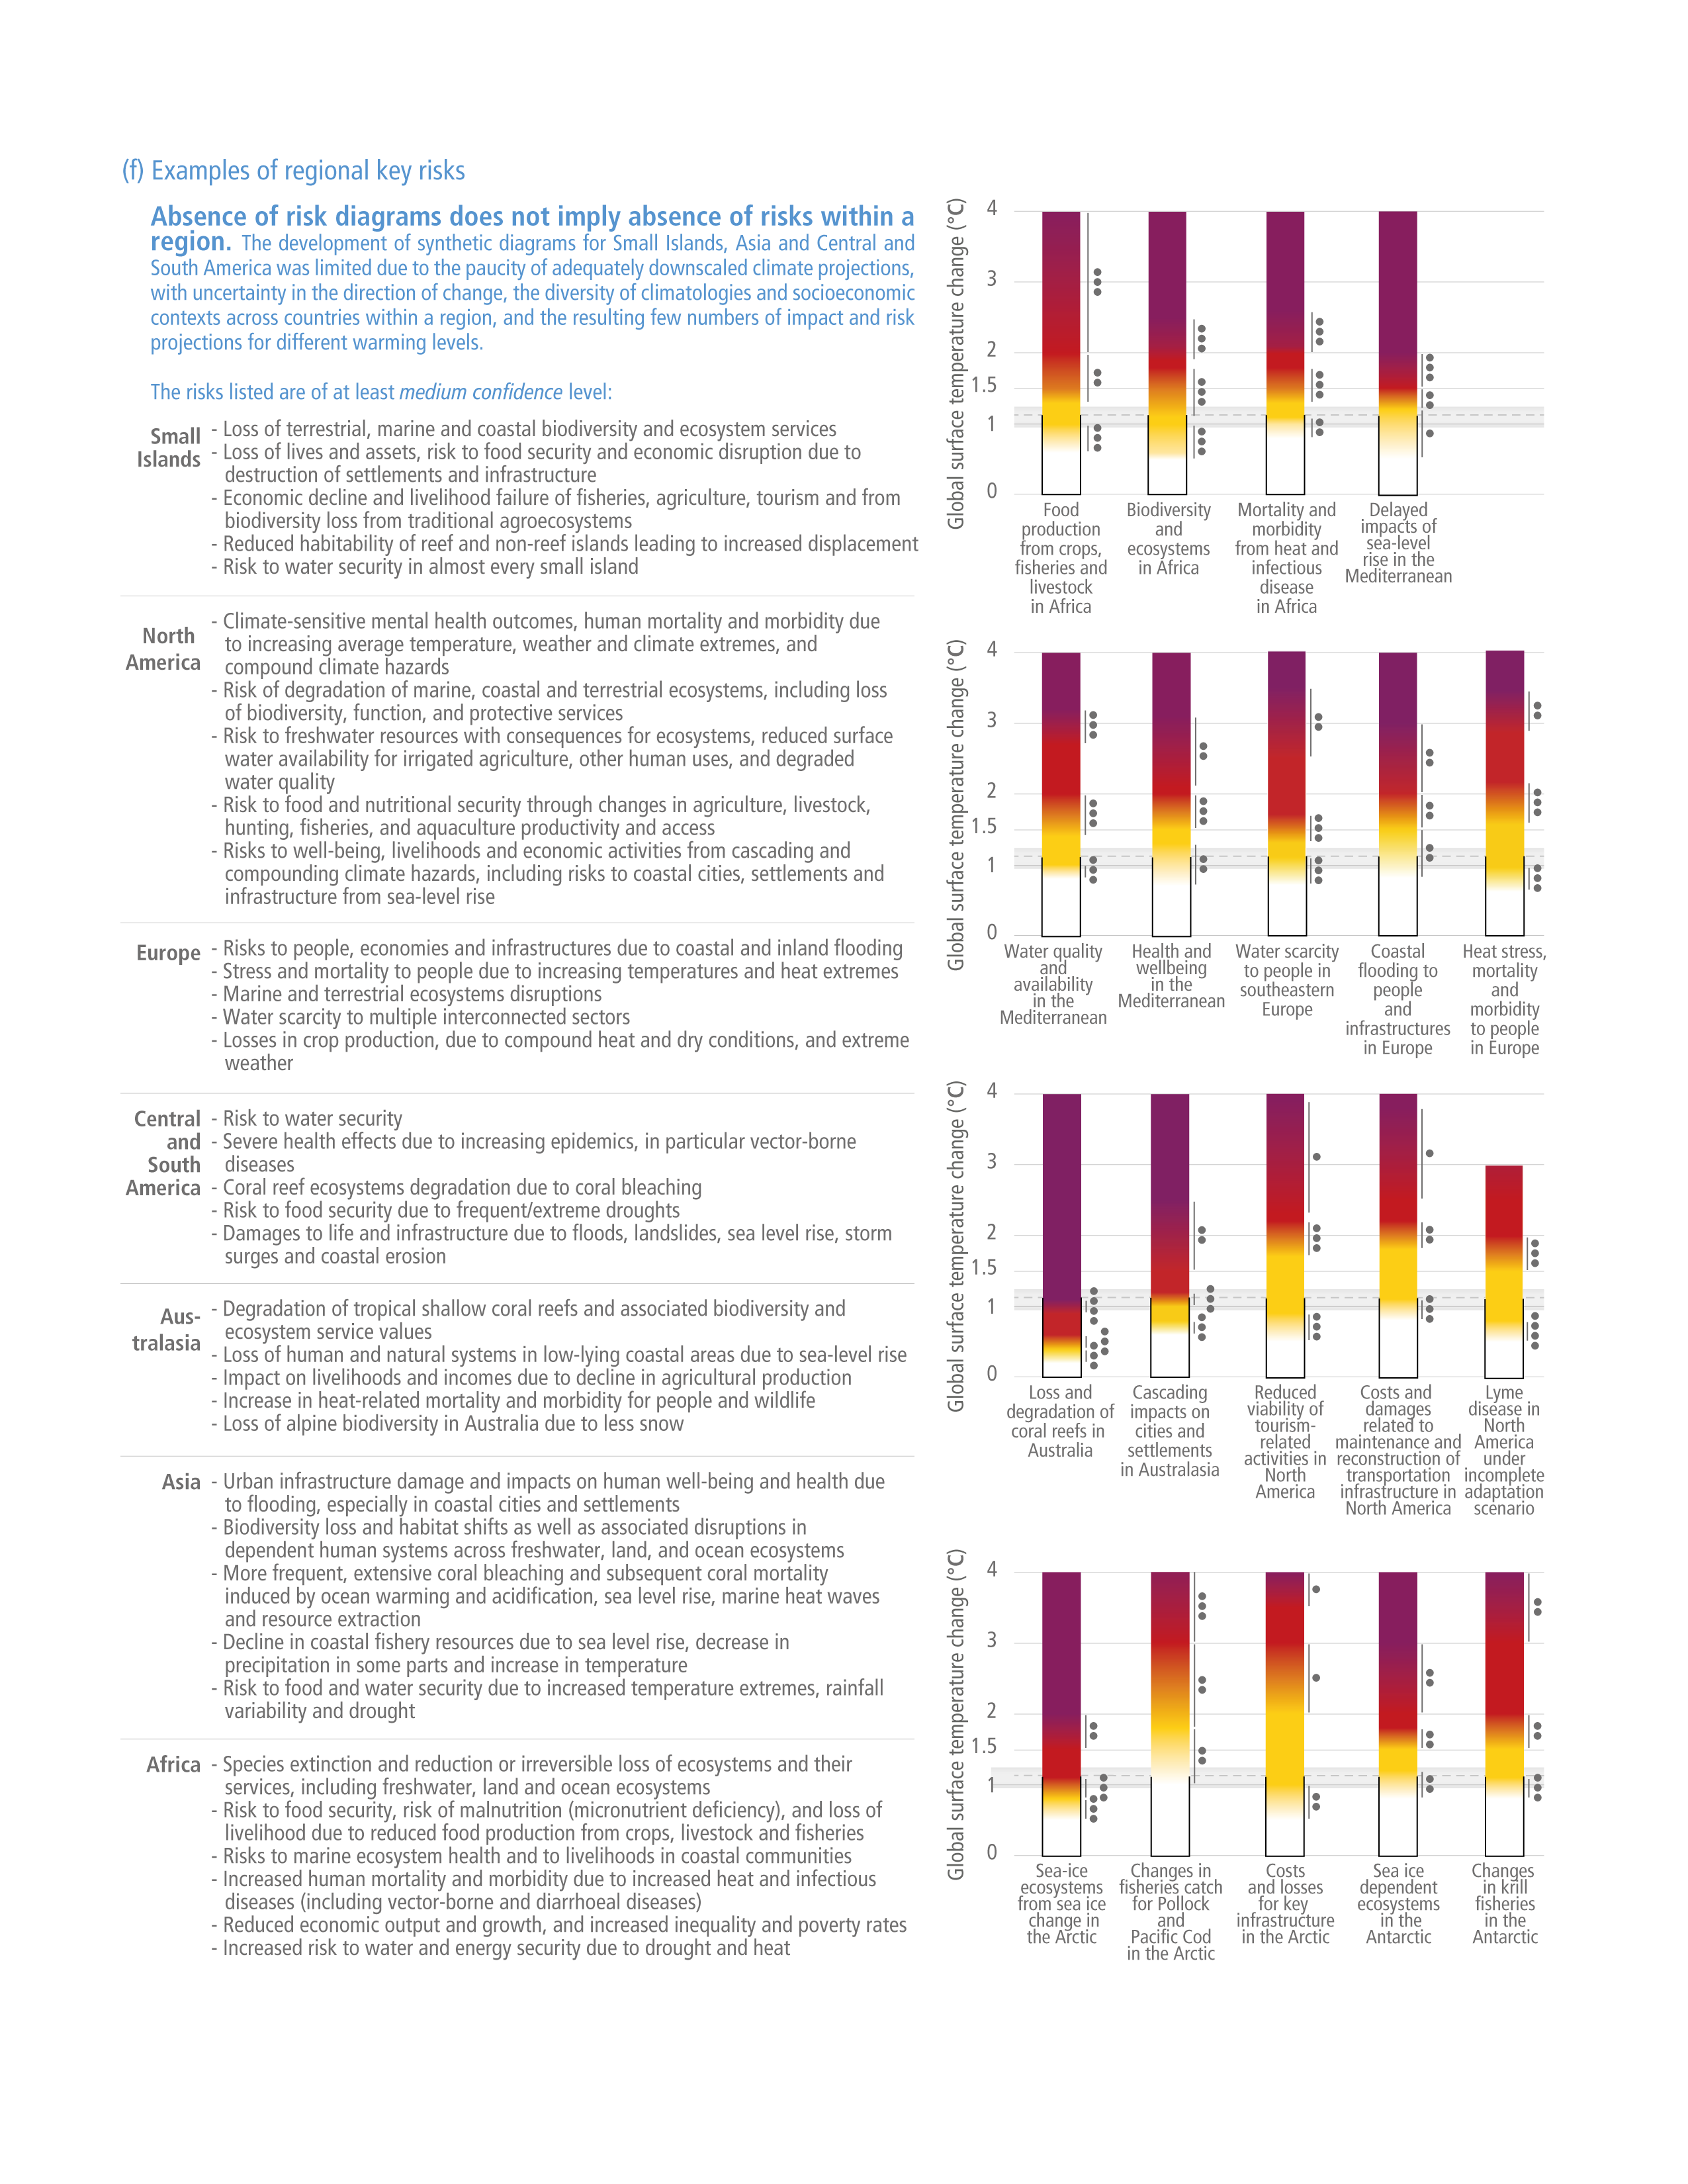 (f) Examples of regional key risks
Absence of risk diagrams does not imply absence of risks within a
region. The development of synthetic diagrams for Small Islands, Asia and Central and
South America was limited due to the paucity of adequately downscaled climate projections,
with uncertainty in the direction of change, the diversity of climatologies and socioeconomic
contexts across countries within a region, and the resulting few numbers of impact and risk
projections for different warming levels.
The risks listed are of at least medium confidence level:
Small
Islands
- Loss of terrestrial, marine and coastal biodiversity and ecosystem services
- Loss of lives and assets, risk to food security and economic disruption due to
destruction of settlements and infrastructure
- Economic decline and livelihood failure of fisheries, agriculture, tourism and from
biodiversity loss from traditional agroecosystems
- Reduced habitability of reef and non-reef islands leading to increased displacement
- Risk to water security in almost every small island
North
America
- Climate-sensitive mental health outcomes, human mortality and morbidity due
to increasing average temperature, weather and climate extremes, and
compound climate hazards
- Risk of degradation of marine, coastal and terrestrial ecosystems, including loss
of biodiversity, function, and protective services
- Risk to freshwater resources with consequences for ecosystems, reduced surface
water availability for irrigated agriculture, other human uses, and degraded
water quality
- Risk to food and nutritional security through changes in agriculture, livestock,
hunting, fisheries, and aquaculture productivity and access
- Risks to well-being, livelihoods and economic activities from cascading and
compounding climate hazards, including risks to coastal cities, settlements and
infrastructure from sea-level rise
Europe
- Risks to people, economies and infrastructures due to coastal and inland flooding
- Stress and mortality to people due to increasing temperatures and heat extremes
- Marine and terrestrial ecosystems disruptions
- Water scarcity to multiple interconnected sectors
- Losses in crop production, due to compound heat and dry conditions, and extreme
weather
Central
and
South
America
- Risk to water security
- Severe health effects due to increasing epidemics, in particular vector-borne
diseases
- Coral reef ecosystems degradation due to coral bleaching
- Risk to food security due to frequent/extreme droughts
- Damages to life and infrastructure due to floods, landslides, sea level rise, storm
surges and coastal erosion
Aus-
tralasia
- Degradation of tropical shallow coral reefs and associated biodiversity and
ecosystem service values
- Loss of human and natural systems in low-lying coastal areas due to sea-level rise
- Impact on livelihoods and incomes due to decline in agricultural production
- Increase in heat-related mortality and morbidity for people and wildlife
- Loss of alpine biodiversity in Australia due to less snow
Asia
- Urban infrastructure damage and impacts on human well-being and health due
to flooding, especially in coastal cities and settlements
- Biodiversity loss and habitat shifts as well as associated disruptions in
dependent human systems across freshwater, land, and ocean ecosystems
- More frequent, extensive coral bleaching and subsequent coral mortality
induced by ocean warming and acidification, sea level rise, marine heat waves
and resource extraction
- Decline in coastal fishery resources due to sea level rise, decrease in
precipitation in some parts and increase in temperature
- Risk to food and water security due to increased temperature extremes, rainfall
variability and drought
Africa
- Species extinction and reduction or irreversible loss of ecosystems and their
services, including freshwater, land and ocean ecosystems
- Risk to food security, risk of malnutrition (micronutrient deficiency), and loss of
livelihood due to reduced food production from crops, livestock and fisheries
- Risks to marine ecosystem health and to livelihoods in coastal communities
- Increased human mortality and morbidity due to increased heat and infectious
diseases (including vector-borne and diarrhoeal diseases)
- Reduced economic output and growth, and increased inequality and poverty rates
- Increased risk to water and energy security due to drought and heat
Global surface temperature change (°C)
4
3
2
1.5
1
0
Food
production
from crops,
fisheries and
livestock
in Africa
Biodiversity
and
ecosystems
in Africa
Mortality and
morbidity
from heat and
infectious
disease
in Africa
Delayed
impacts of
sea-level
rise in the
Mediterranean
Global surface temperature change (°C)
4
3
2
1.5
1
0
Water quality
and
availability
in the
Mediterranean
Health and
wellbeing
in the
Mediterranean
Water scarcity
to people in
southeastern
Europe
Coastal
flooding to
people
and
infrastructures
in Europe
Heat stress,
mortality
and
morbidity
to people
in Europe
Global surface temperature change (°C)
4
3
2
1.5
1
0
Loss and
degradation of
coral reefs in
Australia
Cascading
impacts on
cities and
settlements
in Australasia
Reduced
viability of
tourism-
related
activities in
North
America
Costs and
damages
related to
maintenance and
reconstruction of
transportation
infrastructure in
North America
Lyme
disease in
North
America
under
incomplete
adaptation
scenario
Global surface temperature change (°C)
4
3
2
1.5
1
0
Sea-ice
ecosystems
from sea ice
change in
the Arctic
Changes in
fisheries catch
for Pollock
and
Pacific Cod
in the Arctic
Costs
and losses
for key
infrastructure
in the Arctic
Sea ice
dependent
ecosystems
in the
Antarctic
Changes
in krill
fisheries
in the
Antarctic